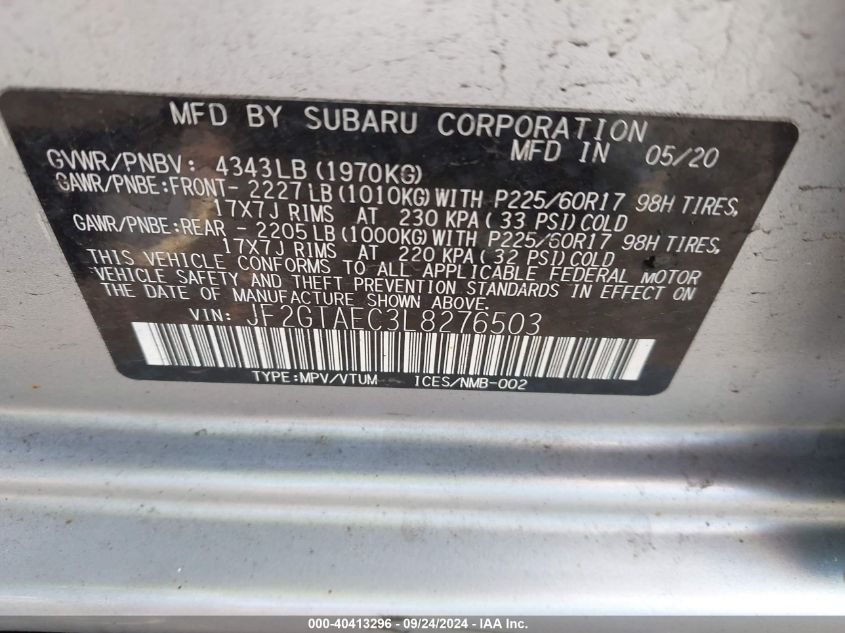 MFD BY SUBARU CORPORATION
MFD IN 05/20
GVWR/PNBV: 4343LB (1970KG)
GAWR/PNBE:FRONT- 2227LB (1010KG) WITH P225/60R17 98H TIRES,
17X7J RIMS AT 230 KPA ( 33 PSI) COLD
GAWR/PNBE:REAR - 2205LB (1000KG) WITH P225/60R17 98H TIRES,
17X7J RIMS AT 220 KPA ( 32 PSI) COLD
THIS VEHICLE CONFORMS TO ALL APPLICABLE FEDERAL MOTOR
VEHICLE SAFETY AND THEFT PREVENTION STANDARDS IN EFFECT ON
THE DATE OF MANUFACTURE SHOWN ABOVE.
VIN: JF2GTAEC3L8276503
TYPE:MPV/VTUM ICES/NMB-002
000-40413296 - 09/24/2024 - IAA Inc.